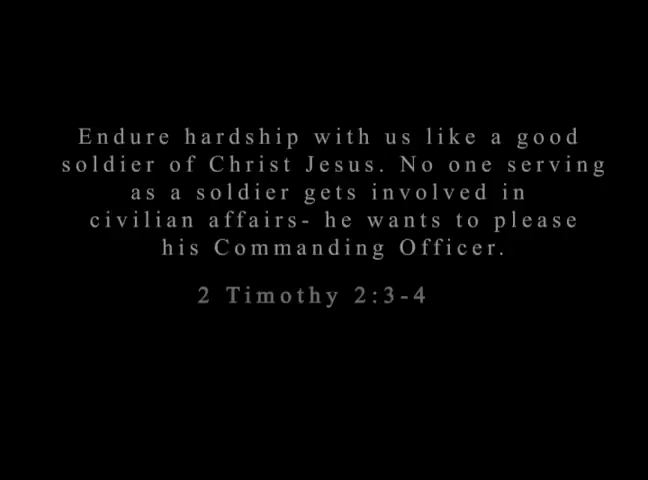 Endure hardship with us like a good
soldier of Christ Jesus. No one serving
as a soldier gets involved in
civilian affairs- he wants to please
his Commanding Officer.
2 Timothy 2:3-4